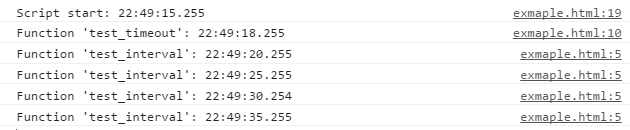 Script start: 22:49:15.255 exmaple.html:19
Function 'test_timeout': 22:49:18.255 exmaple.html:10
Function 'test_interval': 22:49:20.255 exmaple.html:5
Function 'test_interval': 22:49:25.255 exmaple.html:5
Function 'test_interval': 22:49:30.254 exmaple.html:5
Function 'test_interval': 22:49:35.255 exmaple.html:5